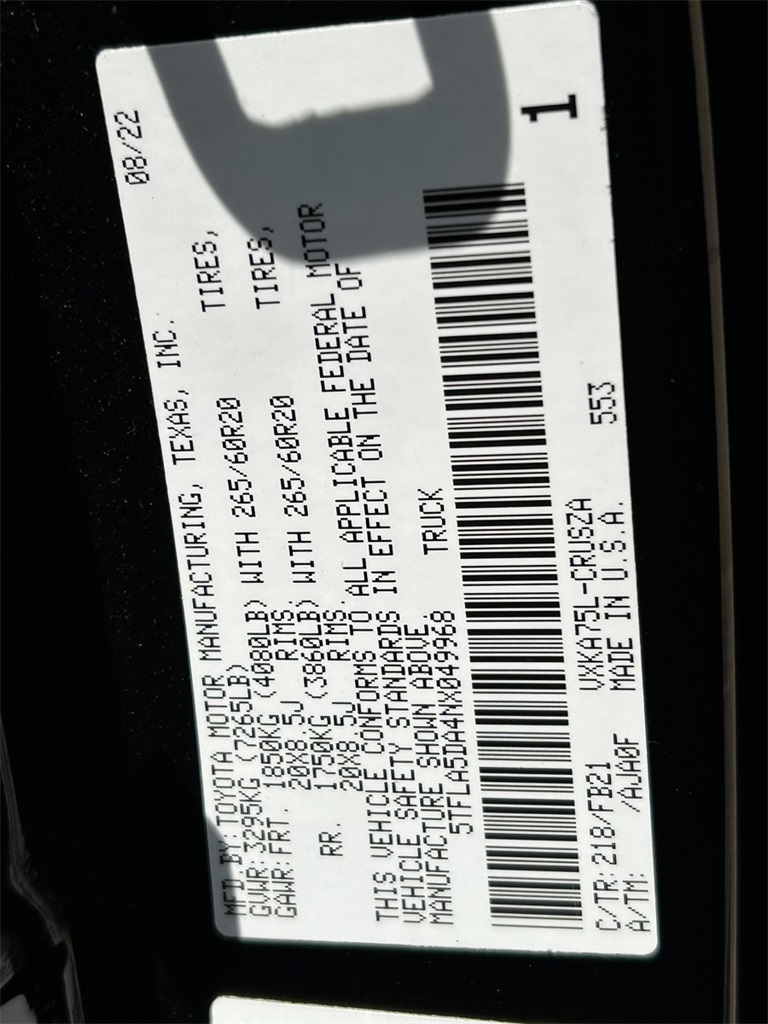 MFD.BY:TOYOTA MOTOR MANUFACTURING, TEXAS, INC. 08/22
GVWR:3295KG (7265LB)
GAWR:FRT. 1850KG (4080LB) WITH 265/60R20 TIRES,
20X8.5J RIMS.
RR. 1750KG (3860LB) WITH 265/60R20 TIRES,
20X8.5J RIMS.
THIS VEHICLE CONFORMS TO ALL APPLICABLE FEDERAL MOTOR
VEHICLE SAFETY STANDARDS IN EFFECT ON THE DATE OF
MANUFACTURE SHOWN ABOVE.
5TFLA5DA4NX049968 TRUCK
1
C/TR:218/FB21 VXKA75L-CRUSZA 553
A/TM: /AJA0F MADE IN U.S.A.